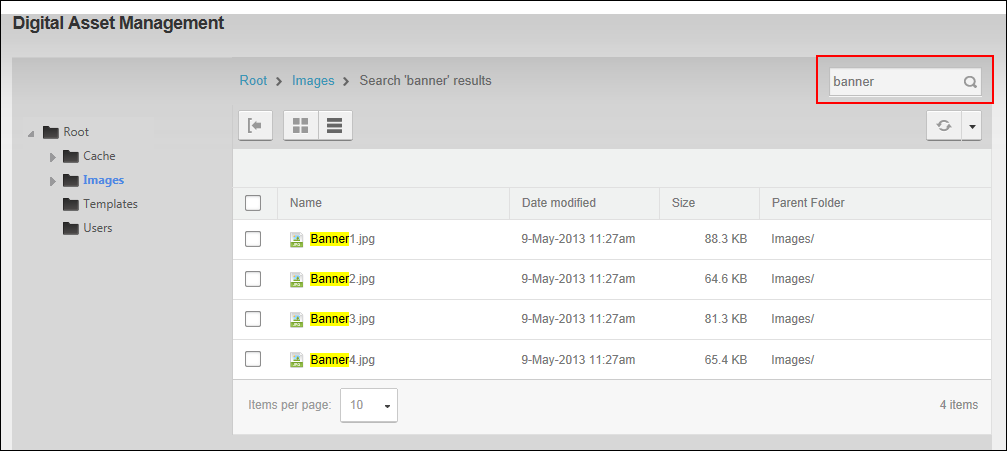 Digital Asset Management
Root > Images > Search 'banner' results
banner
Root
Cache
Images
Templates
Users
Name Date modified Size Parent Folder
Banner1.jpg 9-May-2013 11:27am 88.3 KB Images/
Banner2.jpg 9-May-2013 11:27am 64.6 KB Images/
Banner3.jpg 9-May-2013 11:27am 81.3 KB Images/
Banner4.jpg 9-May-2013 11:27am 65.4 KB Images/
Items per page: 10 4 items